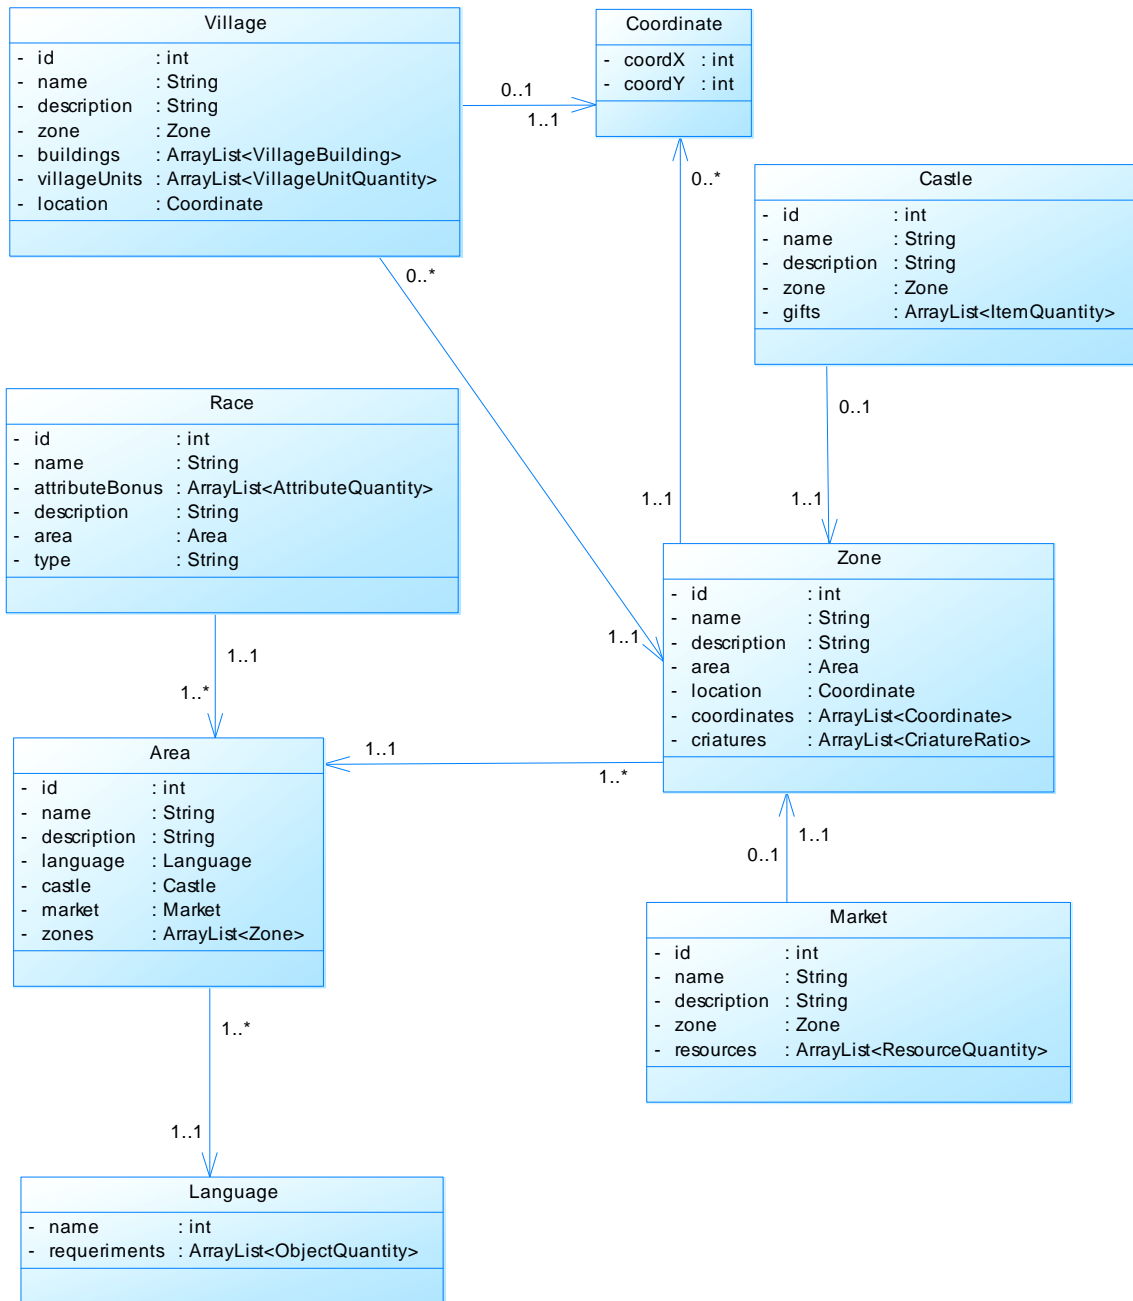 Village
- id : int
- name : String
- description : String
- zone : Zone
- buildings : ArrayList<VillageBuilding>
- villageUnits : ArrayList<VillageUnitQuantity>
- location : Coordinate
0..1
1..1
Coordinate
- coordX : int
- coordY : int
0..*
1..1
Castle
- id : int
- name : String
- description : String
- zone : Zone
- gifts : ArrayList<ItemQuantity>
0..1
1..1
0..*
1..1
Race
- id : int
- name : String
- attributeBonus : ArrayList<AttributeQuantity>
- description : String
- area : Area
- type : String
1..1
1..*
Zone
- id : int
- name : String
- description : String
- area : Area
- location : Coordinate
- coordinates : ArrayList<Coordinate>
- criatures : ArrayList<CriatureRatio>
1..1
1..*
Area
- id : int
- name : String
- description : String
- language : Language
- castle : Castle
- market : Market
- zones : ArrayList<Zone>
1..1
0..1
Market
- id : int
- name : String
- description : String
- zone : Zone
- resources : ArrayList<ResourceQuantity>
1..*
1..1
Language
- name : int
- requeriments : ArrayList<ObjectQuantity>